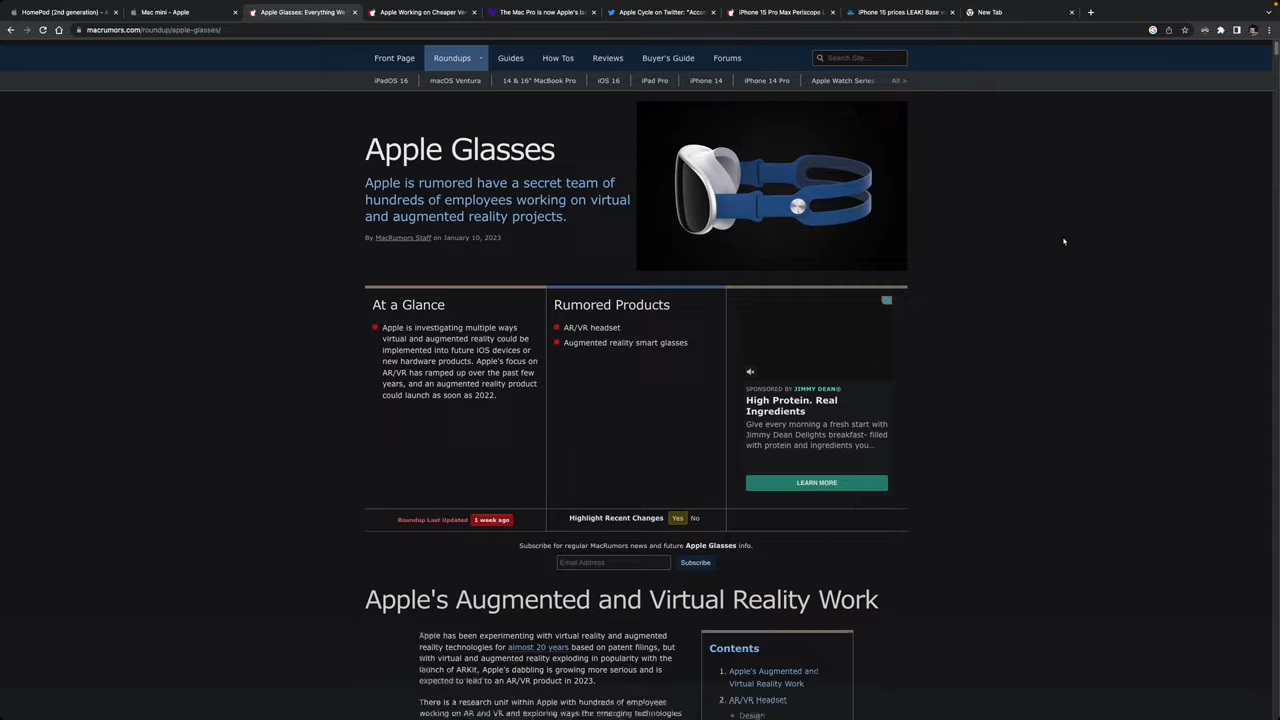 HomePod (2nd generation) - A
Mac mini - Apple
Apple Glasses: Everything We
Apple Working on Cheaper Ve
The Mac Pro is now Apple's la
Apple Cycle on Twitter: "Acco
iPhone 15 Pro Max Periscope L
iPhone 15 prices LEAK! Base v
New Tab
macrumors.com/roundup/apple-glasses/
Front Page
Roundups
Guides
How Tos
Reviews
Buyer's Guide
Forums
Search Site...
iPadOS 16
macOS Ventura
14 & 16" MacBook Pro
iOS 16
iPad Pro
iPhone 14
iPhone 14 Pro
Apple Watch Series
All >
Apple Glasses
Apple is rumored have a secret team of
hundreds of employees working on virtual
and augmented reality projects.
By MacRumors Staff on January 10, 2023
At a Glance
Apple is investigating multiple ways
virtual and augmented reality could be
implemented into future iOS devices or
new hardware products. Apple's focus on
AR/VR has ramped up over the past few
years, and an augmented reality product
could launch as soon as 2022.
Roundup Last Updated 1 week ago
Rumored Products
AR/VR headset
Augmented reality smart glasses
Highlight Recent Changes Yes No
SPONSORED BY JIMMY DEAN®
High Protein. Real
Ingredients
Give every morning a fresh start with
Jimmy Dean Delights breakfast- filled
with protein and ingredients you...
LEARN MORE
Subscribe for regular MacRumors news and future Apple Glasses info.
Email Address
Subscribe
Apple's Augmented and Virtual Reality Work
Apple has been experimenting with virtual reality and augmented
reality technologies for almost 20 years based on patent filings, but
with virtual and augmented reality exploding in popularity with the
launch of ARKit, Apple's dabbling is growing more serious and is
expected to lead to an AR/VR product in 2023.
There is a research unit within Apple with hundreds of employees
working on AR and VR and exploring ways the emerging technologies
Contents
1. Apple's Augmented and
Virtual Reality Work
2. AR/VR Headset
Design